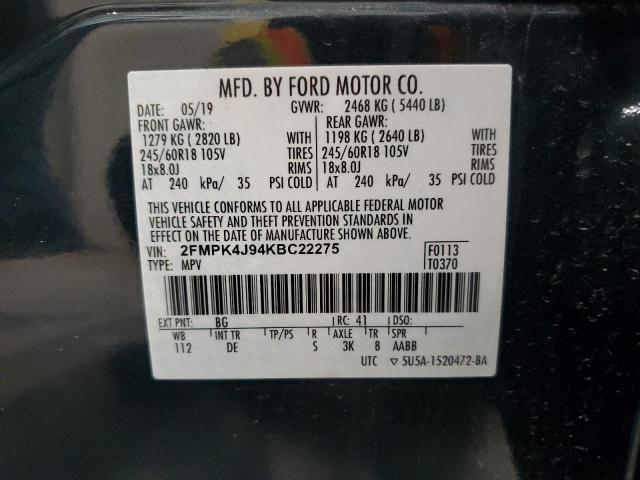 MFD. BY FORD MOTOR CO.
DATE: 05/19 GVWR: 2468 KG ( 5440 LB)
FRONT GAWR: REAR GAWR:
1279 KG ( 2820 LB) WITH 1198 KG ( 2640 LB) WITH
245/60R18 105V TIRES 245/60R18 105V TIRES
18x8.0J RIMS 18x8.0J RIMS
AT 240 kPa/ 35 PSI COLD AT 240 kPa/ 35 PSI COLD
THIS VEHICLE CONFORMS TO ALL APPLICABLE FEDERAL MOTOR
VEHICLE SAFETY AND THEFT PREVENTION STANDARDS IN
EFFECT ON THE DATE OF MANUFACTURE SHOWN ABOVE.
VIN: 2FMPK4J94KBC22275 F0113
TYPE: MPV T0370
EXT PNT: BG RC: 41 DSO:
WB INT TR TP/PS R AXLE TR SPR
112 DE S 3K 8 AABB
UTC ▽ 5U5A-1520472-BA